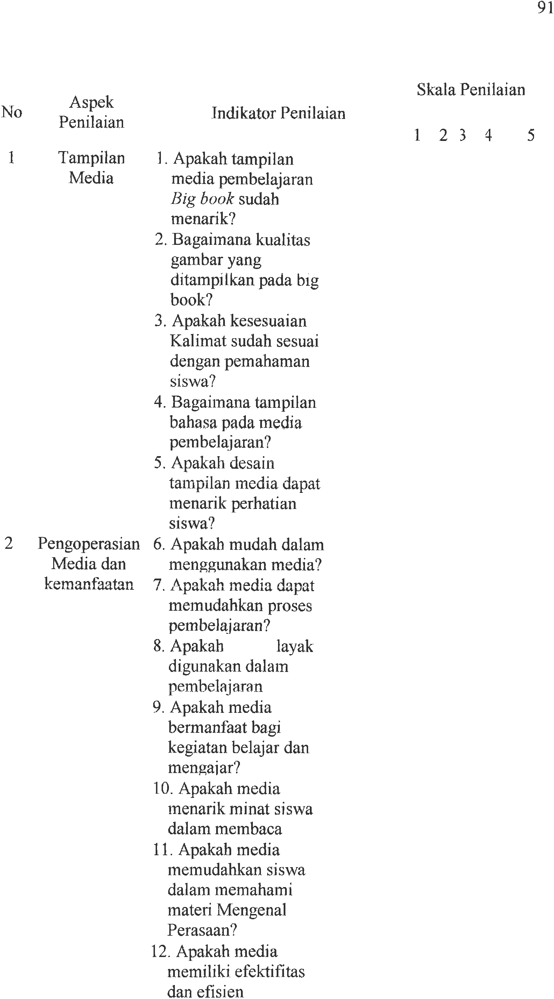 91
Skala Penilaian
No Aspek Penilaian Indikator Penilaian
1 2 3 4 5
1 Tampilan 1. Apakah tampilan
Media media pembelajaran
Big book sudah
menarik?
2. Bagaimana kualitas
gambar yang
ditampilkan pada big
book?
3. Apakah kesesuaian
Kalimat sudah sesuai
dengan pemahaman
siswa?
4. Bagaimana tampilan
bahasa pada media
pembelajaran?
5. Apakah desain
tampilan media dapat
menarik perhatian
siswa?
2 Pengoperasian 6. Apakah mudah dalam
Media dan menggunakan media?
kemanfaatan 7. Apakah media dapat
memudahkan proses
pembelajaran?
8. Apakah layak
digunakan dalam
pembelajaran
9. Apakah media
bermanfaat bagi
kegiatan belajar dan
mengajar?
10. Apakah media
menarik minat siswa
dalam membaca
11. Apakah media
memudahkan siswa
dalam memahami
materi Mengenal
Perasaan?
12. Apakah media
memiliki efektifitas
dan efisien